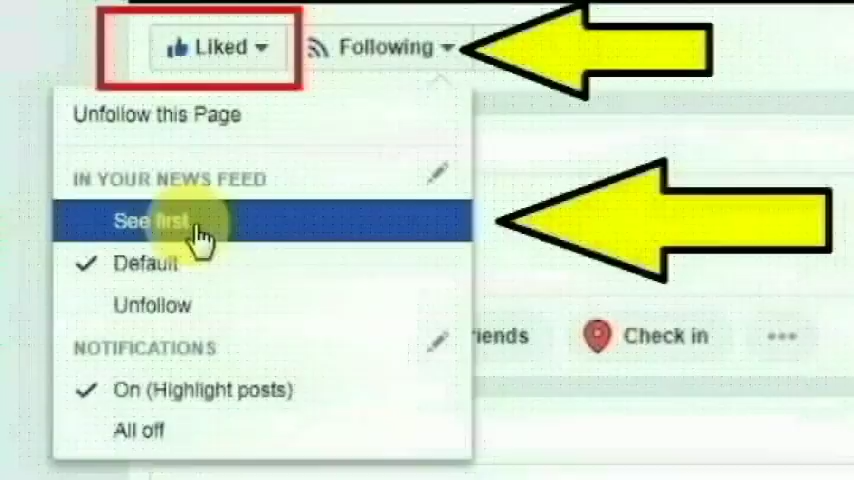 Liked Following
Unfollow this Page
IN YOUR NEWS FEED
See first
Default
Unfollow
riends Check in
NOTIFICATIONS
On (Highlight posts)
All off